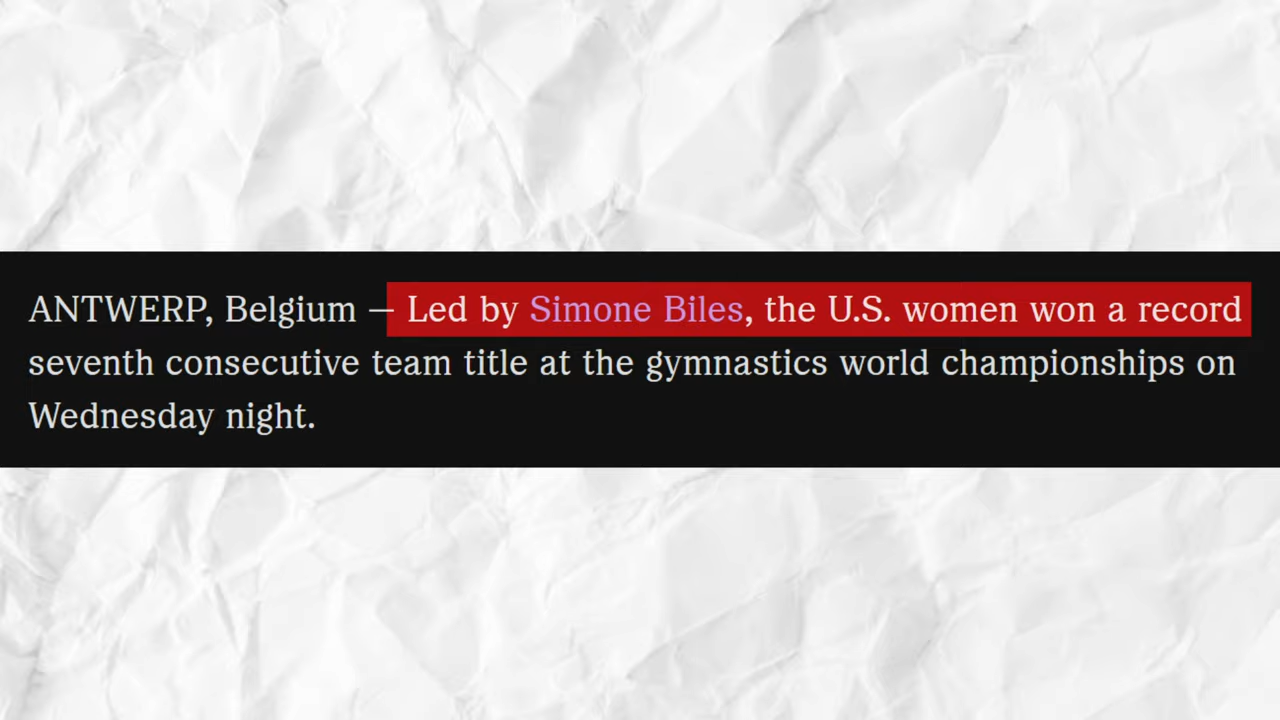 ANTWERP, Belgium — Led by Simone Biles, the U.S. women won a record
seventh consecutive team title at the gymnastics world championships on
Wednesday night.